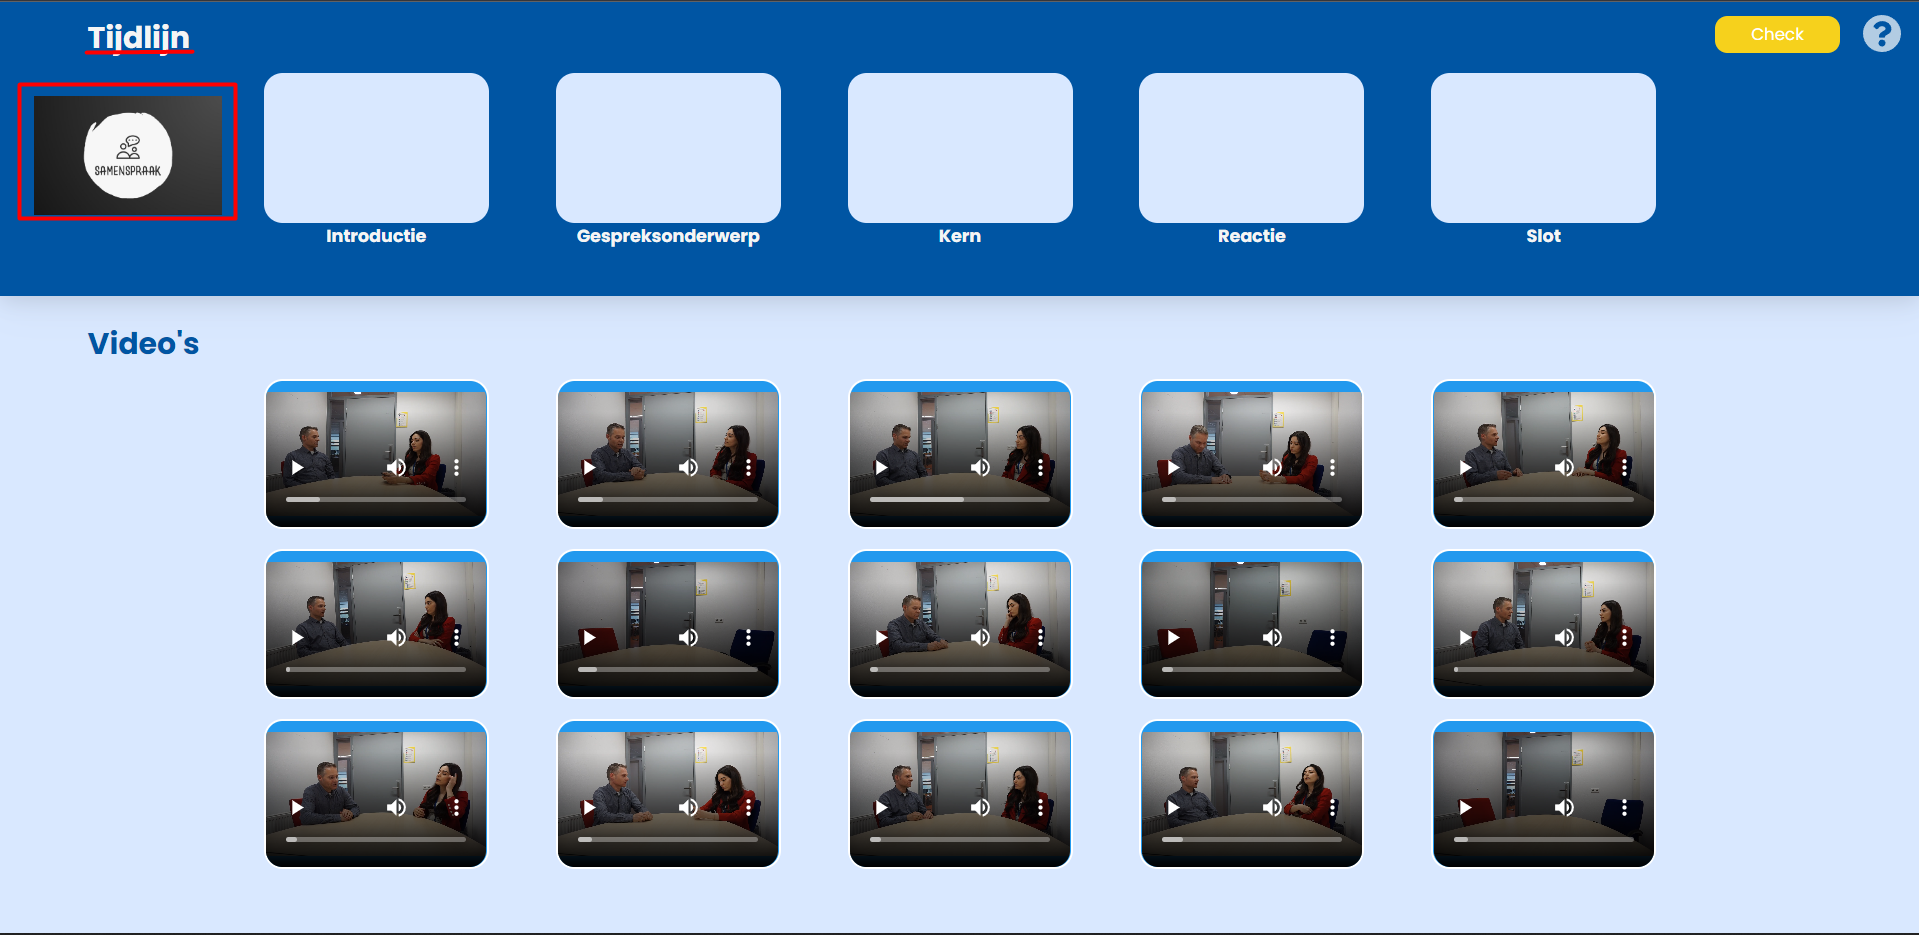 Tijdlijn
Check
?
SAMENSPRAAK
Introductie
Gespreksonderwerp
Kern
Reactie
Slot
Video's